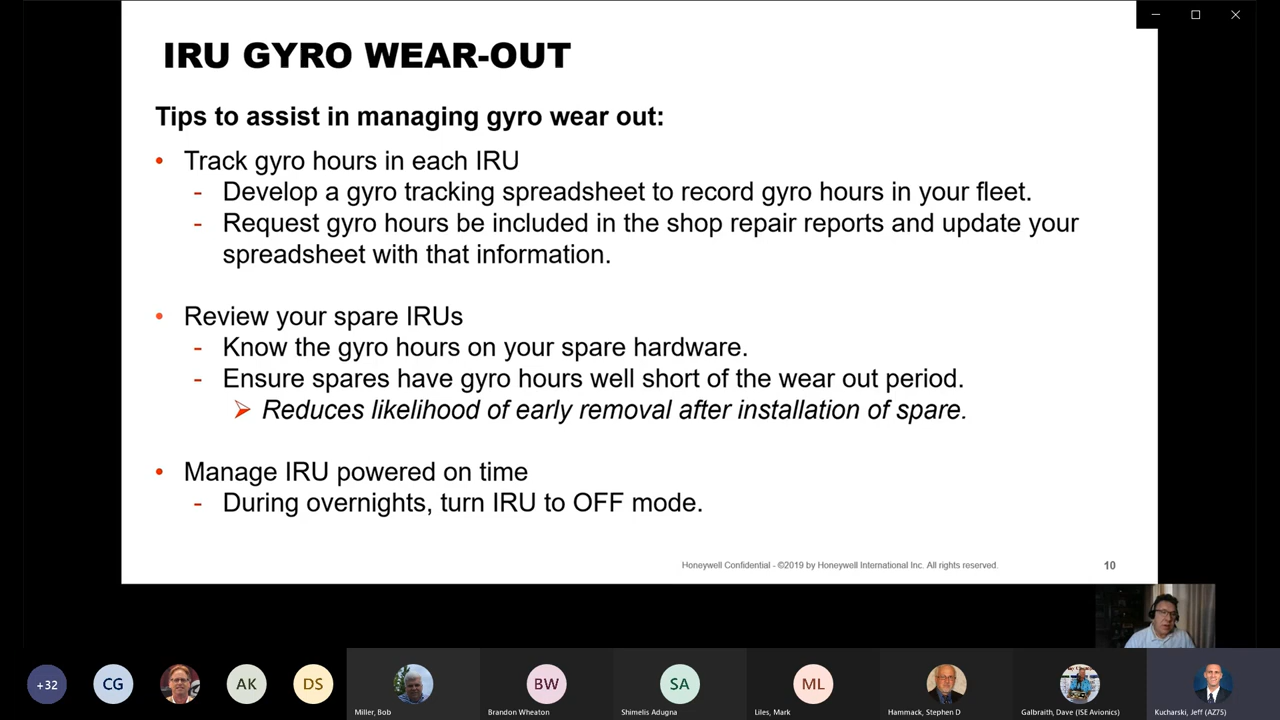 IRU GYRO WEAR-OUT
Tips to assist in managing gyro wear out:
• Track gyro hours in each IRU
- Develop a gyro tracking spreadsheet to record gyro hours in your fleet.
- Request gyro hours be included in the shop repair reports and update your
spreadsheet with that information.
• Review your spare IRUs
- Know the gyro hours on your spare hardware.
- Ensure spares have gyro hours well short of the wear out period.
Reduces likelihood of early removal after installation of spare.
• Manage IRU powered on time
- During overnights, turn IRU to OFF mode.
Honeywell Confidential - ©2019 by Honeywell International Inc. All rights reserved.
10
+32
CG
AK
DS
Miller, Bob
BW
Brandon Wheaton
SA
Shimelis Adugna
ML
Liles, Mark
Hammack, Stephen D
Galbraith, Dave (ISE Avionics)
Kucharski, Jeff (AZ75)